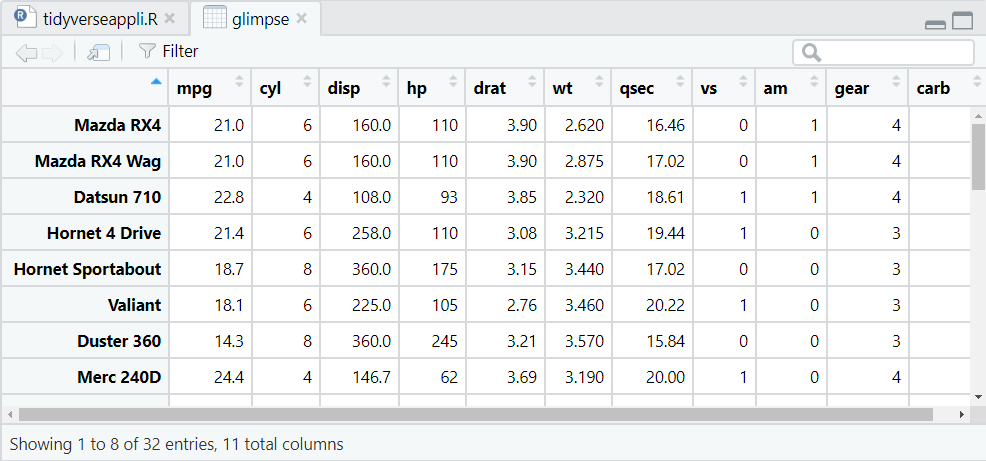 R tidyverseappli.R glimpse
Filter
mpg cyl disp hp drat wt qsec vs am gear carb
Mazda RX4 21.0 6 160.0 110 3.90 2.620 16.46 0 1 4
Mazda RX4 Wag 21.0 6 160.0 110 3.90 2.875 17.02 0 1 4
Datsun 710 22.8 4 108.0 93 3.85 2.320 18.61 1 1 4
Hornet 4 Drive 21.4 6 258.0 110 3.08 3.215 19.44 1 0 3
Hornet Sportabout 18.7 8 360.0 175 3.15 3.440 17.02 0 0 3
Valiant 18.1 6 225.0 105 2.76 3.460 20.22 1 0 3
Duster 360 14.3 8 360.0 245 3.21 3.570 15.84 0 0 3
Merc 240D 24.4 4 146.7 62 3.69 3.190 20.00 1 0 4
Showing 1 to 8 of 32 entries, 11 total columns